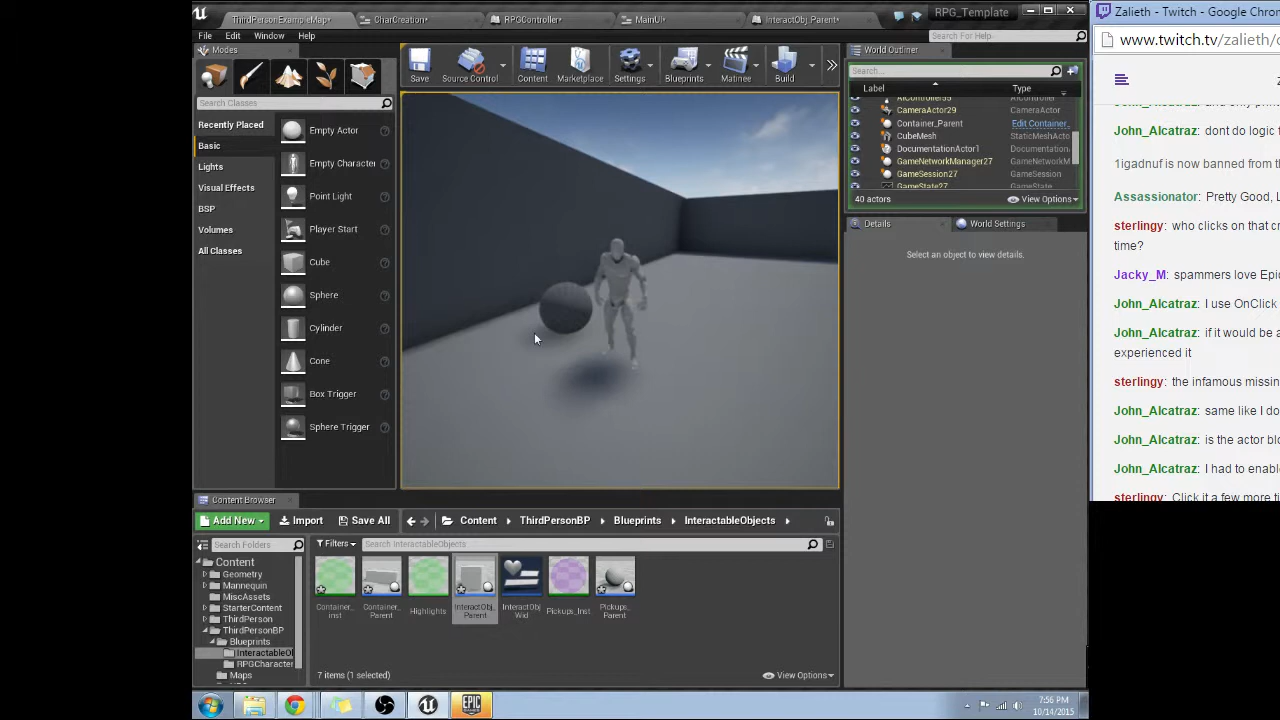 ThirdPersonExampleMap*
CharCreation*
RPGController*
MainUI*
InteractObj_Parent*
RPG_Template
Zalieth - Twitch - Google Chro
File Edit Window Help
Search For Help
www.twitch.tv/zalieth/
Modes
Search Classes
Recently Placed
Basic
Lights
Visual Effects
BSP
Volumes
All Classes
Empty Actor
Empty Character
Point Light
Player Start
Cube
Sphere
Cylinder
Cone
Box Trigger
Sphere Trigger
Save
Source Control
Content
Marketplace
Settings
Blueprints
Matinee
Build
World Outliner
Search...
Label Type
CameraActor29 CameraActor
Container_Parent Edit Container_
CubeMesh StaticMeshActo
DocumentationActor1 Documentation
GameNetworkManager27 GameNetworkM
GameSession27 GameSession
GameState27
40 actors View Options
Details
World Settings
Select an object to view details.
John_Alcatraz: dont do logic
1igadnuf is now banned from t
Assassionator: Pretty Good, L
sterlingy: who clicks on that cr
time?
Jacky_M: spammers love Epic
John_Alcatraz: I use OnClick
John_Alcatraz: if it would be a
experienced it
sterlingy: the infamous missin
John_Alcatraz: same like I do
John_Alcatraz: is the actor blo
John_Alcatraz: I had to enabl
sterlingy: Click it a few more ti
Content Browser
Add New Import Save All Content ThirdPersonBP Blueprints InteractableObjects
Search Folders
Filters
Search InteractableObjects
Content
Geometry
Mannequin
MiscAssets
StarterContent
ThirdPerson
ThirdPersonBP
Blueprints
InteractableOl
RPGCharacter
Maps
Container_
inst
Container_
Parent
Highlights
InteractObj_
Parent
InteractObj
Wid
Pickups_Inst
Pickups_
Parent
7 items (1 selected)
View Options
7:56 PM
10/14/2015